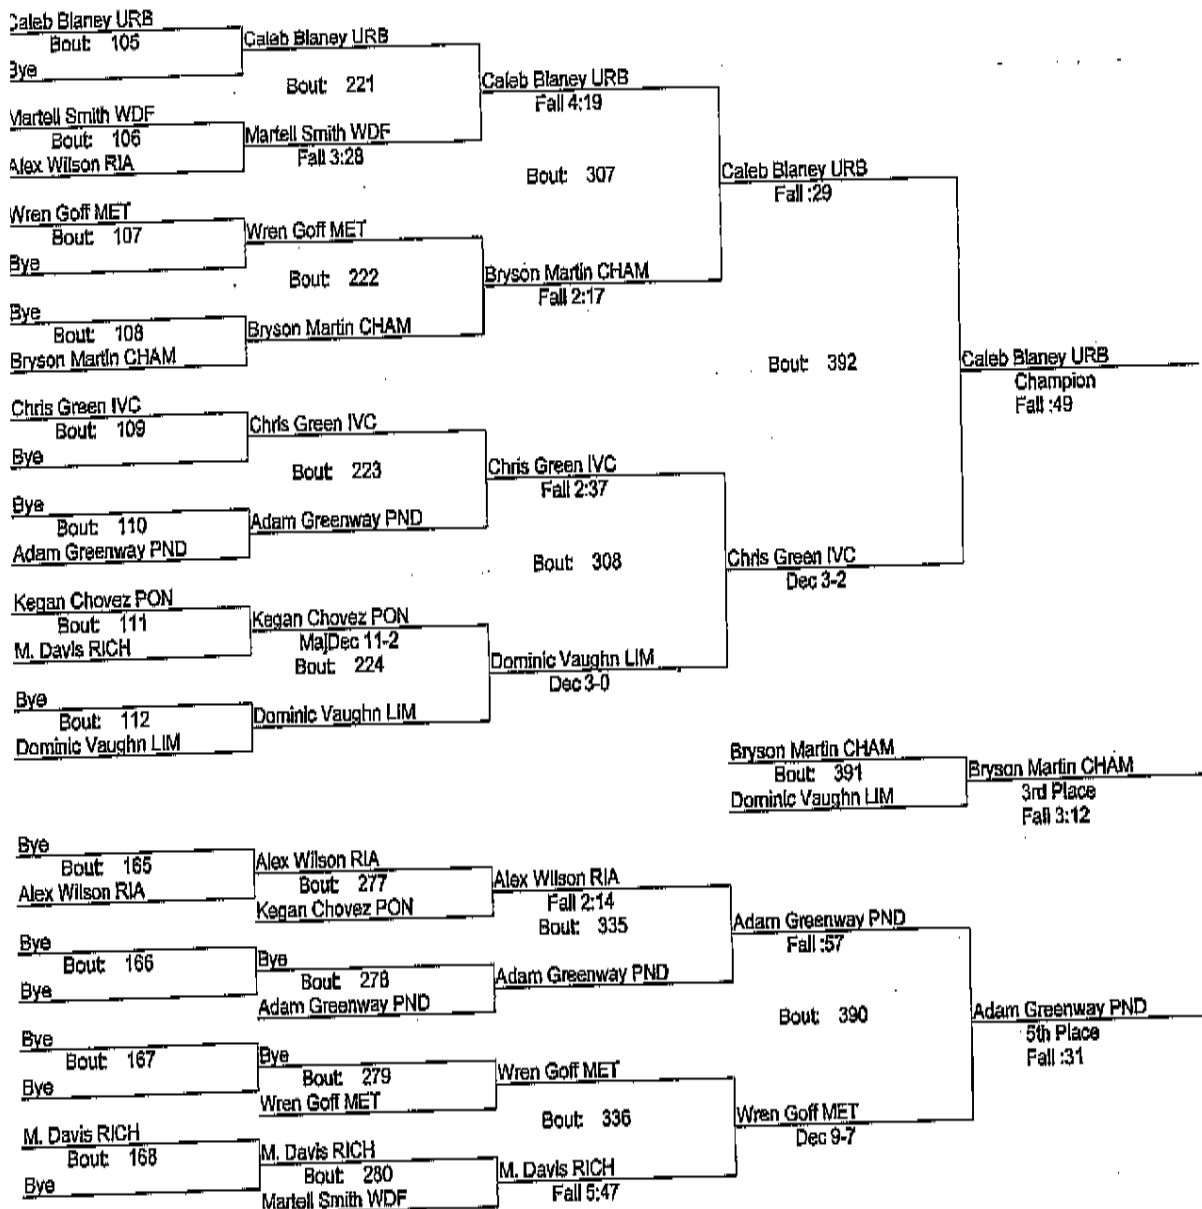 Caleb Blaney URB
Bout: 105
Bye
Caleb Blaney URB
Bout: 221
Martell Smith WDF
Bout: 106
Alex Wilson RIA
Martell Smith WDF
Fall 3:28
Caleb Blaney URB
Fall 4:19
Bout: 307
Wren Goff MET
Bout: 107
Bye
Wren Goff MET
Bout: 222
Bye
Bout: 108
Bryson Martin CHAM
Bryson Martin CHAM
Bryson Martin CHAM
Fall 2:17
Caleb Blaney URB
Fall :29
Bout: 392
Chris Green IVC
Bout: 109
Bye
Chris Green IVC
Bout: 223
Bye
Bout: 110
Adam Greenway PND
Adam Greenway PND
Chris Green IVC
Fall 2:37
Bout: 308
Kegan Chovez PON
Bout: 111
M. Davis RICH
Kegan Chovez PON
MajDec 11-2
Bout: 224
Bye
Bout: 112
Dominic Vaughn LIM
Dominic Vaughn LIM
Dominic Vaughn LIM
Dec 3-0
Chris Green IVC
Dec 3-2
Caleb Blaney URB
Champion
Fall :49
Bryson Martin CHAM
Bout: 391
Dominic Vaughn LIM
Bryson Martin CHAM
3rd Place
Fall 3:12
Bye
Bout: 165
Alex Wilson RIA
Alex Wilson RIA
Bout: 277
Kegan Chovez PON
Alex Wilson RIA
Fall 2:14
Bout: 335
Bye
Bout: 166
Bye
Bye
Bout: 278
Adam Greenway PND
Adam Greenway PND
Adam Greenway PND
Fall :57
Bout: 390
Bye
Bout: 167
Bye
Bye
Bout: 279
Wren Goff MET
Wren Goff MET
Bout: 336
M. Davis RICH
Bout: 168
Bye
M. Davis RICH
Bout: 280
Martell Smith WDF
M. Davis RICH
Fall 5:47
Wren Goff MET
Dec 9-7
Adam Greenway PND
5th Place
Fall :31